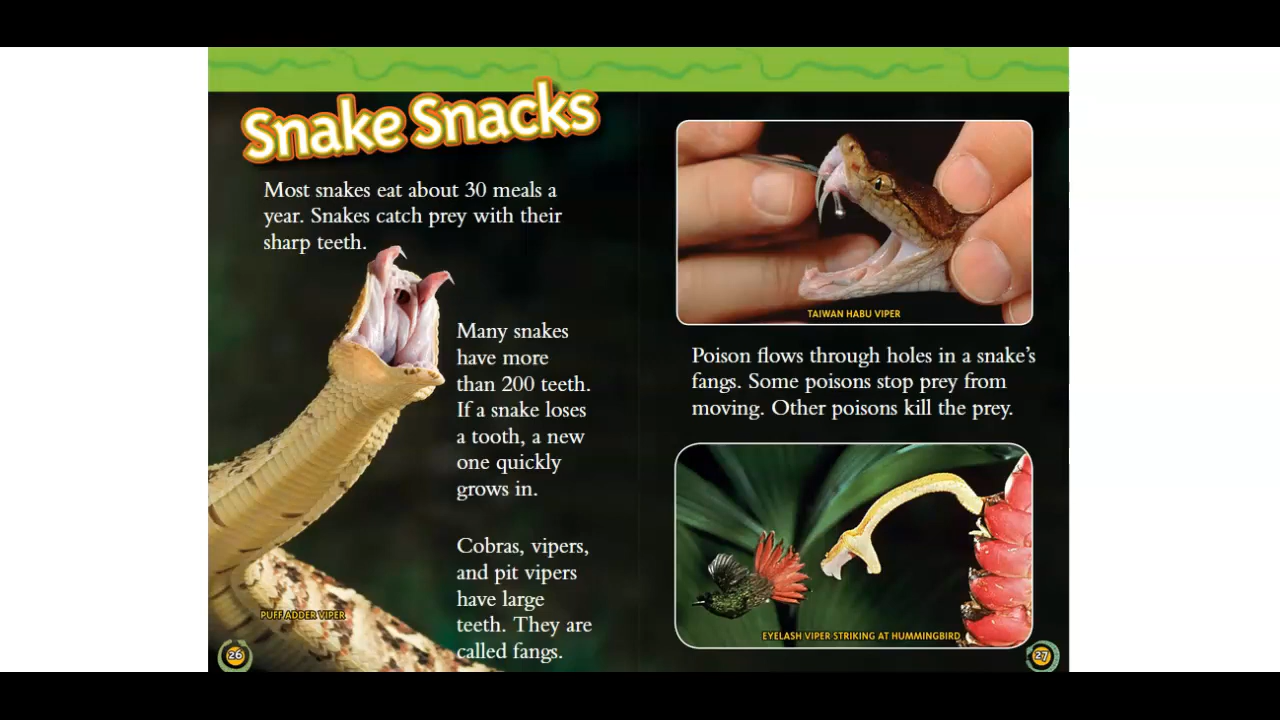 Snake Snacks
Most snakes eat about 30 meals a
year. Snakes catch prey with their
sharp teeth.
Many snakes
have more
than 200 teeth.
If a snake loses
a tooth, a new
one quickly
grows in.
Cobras, vipers,
and pit vipers
have large
teeth. They are
called fangs.
PUFF ADDER VIPER
26
TAIWAN HABU VIPER
Poison flows through holes in a snake's
fangs. Some poisons stop prey from
moving. Other poisons kill the prey.
EYELASH VIPER STRIKING AT HUMMINGBIRD
27